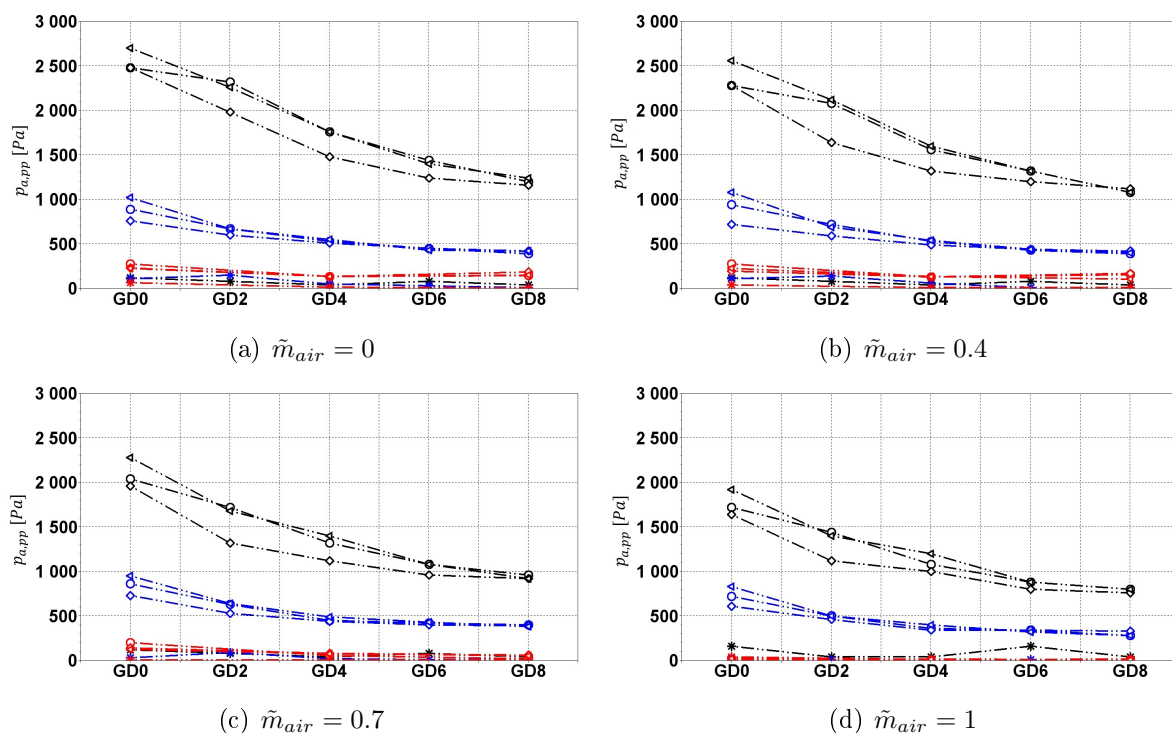 3 000
2 500
2 000
1 500
1 000
500
0
p_{a,pp} [Pa]
GD0 GD2 GD4 GD6 GD8
(a) m̃_{air} = 0
3 000
2 500
2 000
1 500
1 000
500
0
p_{a,pp} [Pa]
GD0 GD2 GD4 GD6 GD8
(b) m̃_{air} = 0.4
3 000
2 500
2 000
1 500
1 000
500
0
p_{a,pp} [Pa]
GD0 GD2 GD4 GD6 GD8
(c) m̃_{air} = 0.7
3 000
2 500
2 000
1 500
1 000
500
0
p_{a,pp} [Pa]
GD0 GD2 GD4 GD6 GD8
(d) m̃_{air} = 1